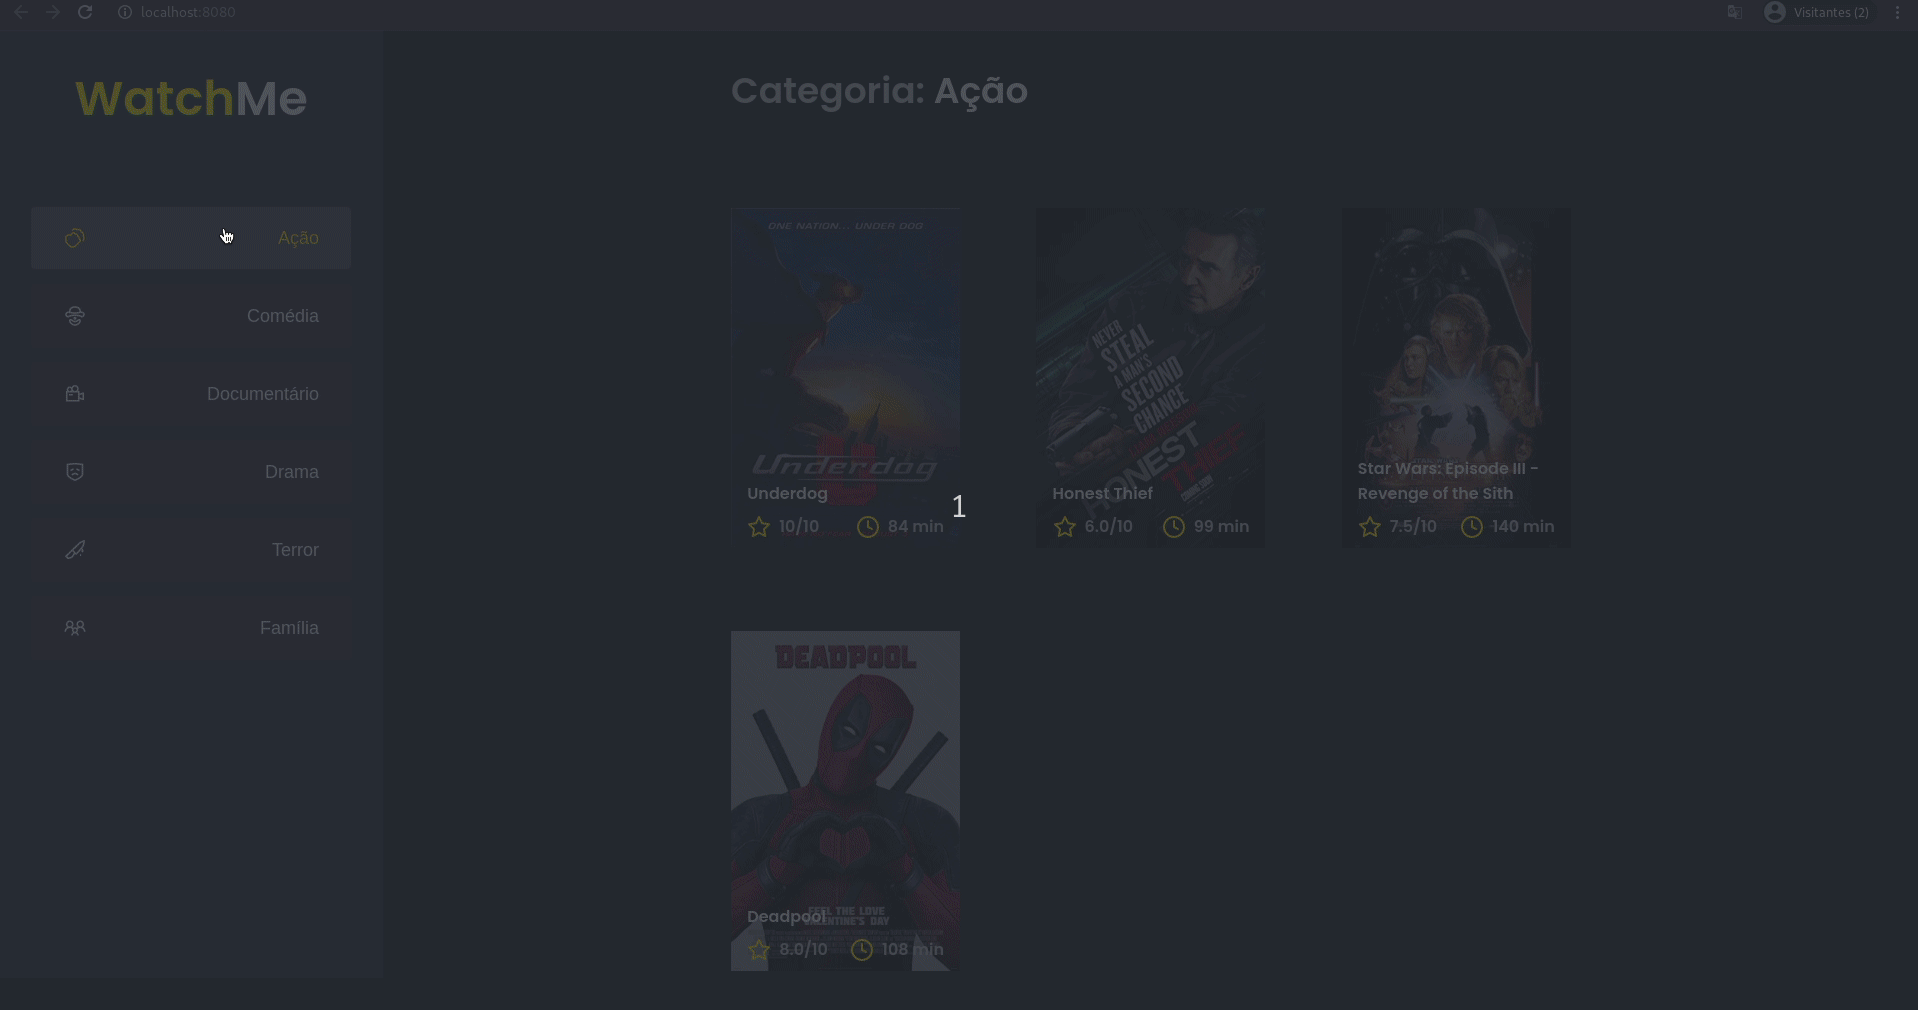 localhost:8080
Visitantes (2)
WatchMe
Ação
Comédia
Documentário
Drama
Terror
Família
Categoria: Ação
ONE NATION... UNDER DOG
Underdog
Underdog
10/10 84 min
NEVER
STEAL
A MAN'S
SECOND
CHANCE
HONEST
THIEF
COMING SOON
Honest Thief
6.0/10 99 min
Star Wars: Episode III -
Revenge of the Sith
7.5/10 140 min
1
DEADPOOL
FEEL THE LOVE
VALENTINE'S DAY
Deadpool
8.0/10 108 min